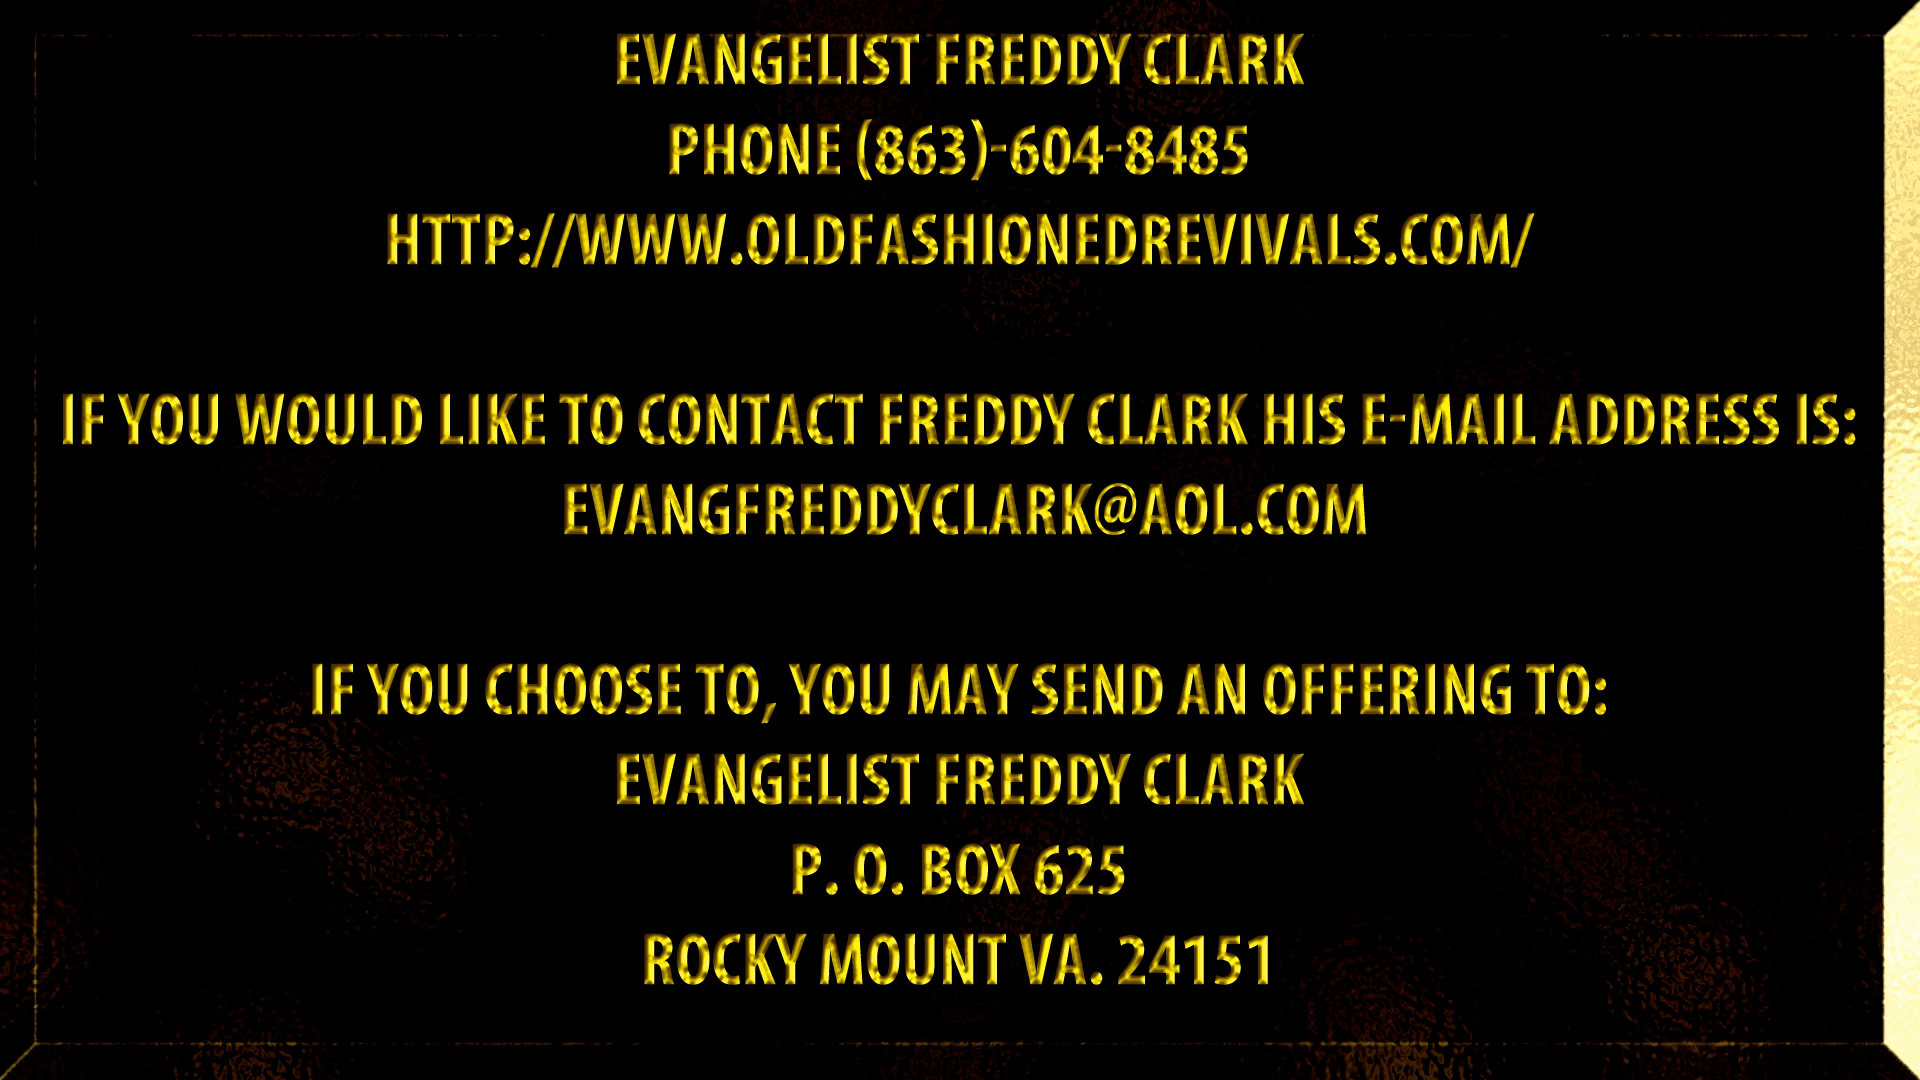 EVANGELIST FREDDY CLARK
PHONE (863)-604-8485
HTTP://WWW.OLDFASHIONEDREVIVALS.COM/
IF YOU WOULD LIKE TO CONTACT FREDDY CLARK HIS E-MAIL ADDRESS IS:
EVANGFREDDYCLARK@AOL.COM
IF YOU CHOOSE TO, YOU MAY SEND AN OFFERING TO:
EVANGELIST FREDDY CLARK
P. O. BOX 625
ROCKY MOUNT VA. 24151